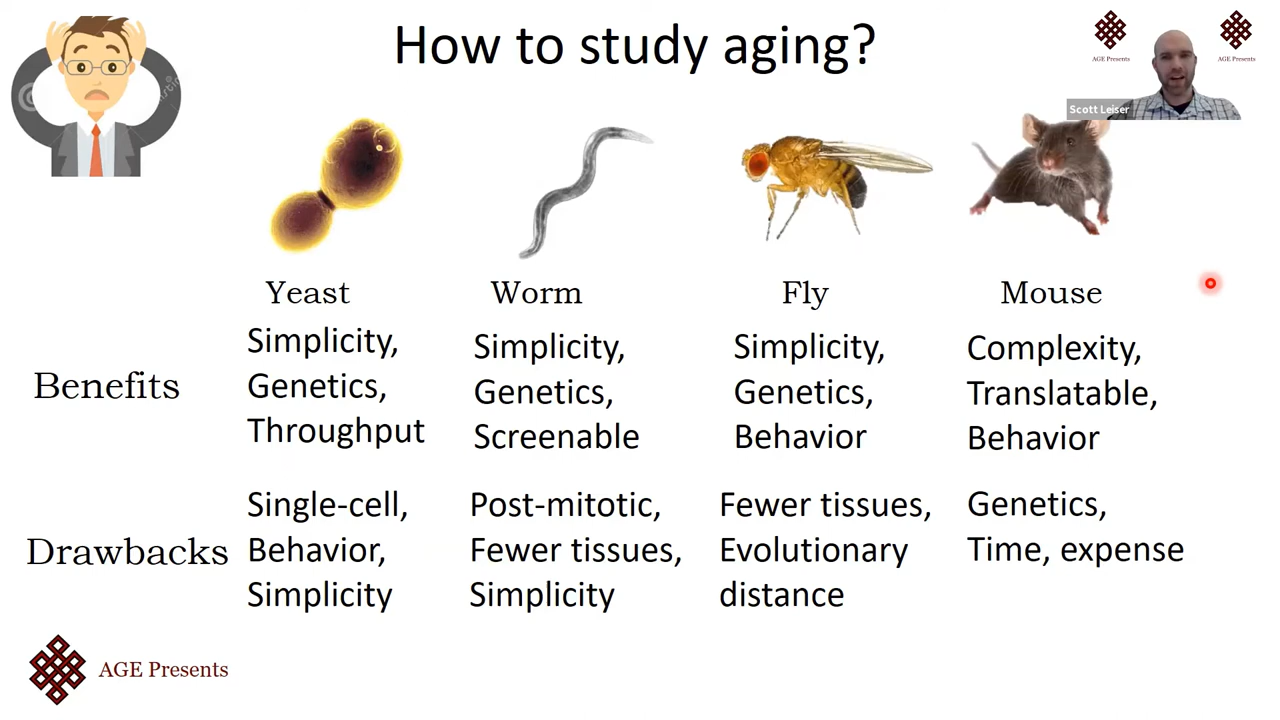 How to study aging?
AGE Presents
AGE Presents
Scott Leiser
Yeast
Worm
Fly
Mouse
Benefits
Simplicity,
Genetics,
Throughput
Simplicity,
Genetics,
Screenable
Simplicity,
Genetics,
Behavior
Complexity,
Translatable,
Behavior
Drawbacks
Single-cell,
Behavior,
Simplicity
Post-mitotic,
Fewer tissues,
Simplicity
Fewer tissues,
Evolutionary
distance
Genetics,
Time, expense
AGE Presents